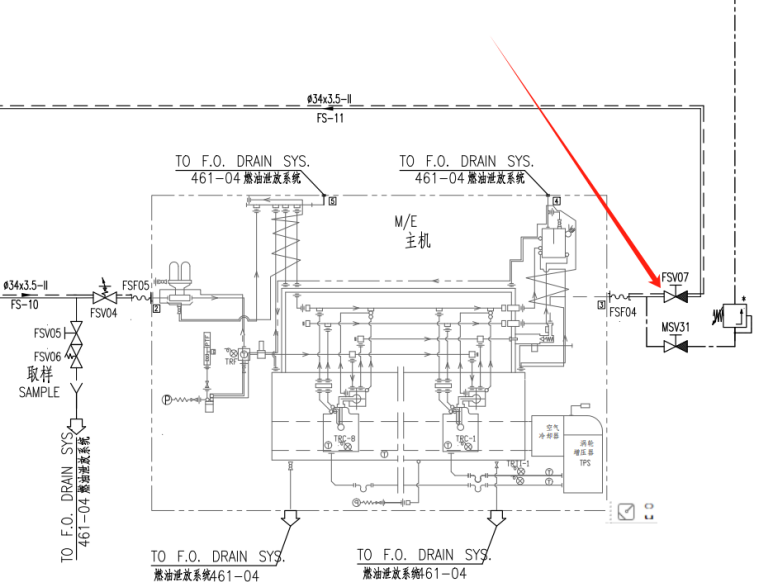 ø34x3.5-II
FS-11
TO F.O. DRAIN SYS.
461-04 燃油泄放系统
TO F.O. DRAIN SYS.
461-04 燃油泄放系统
5
4
M/E
主机
ø34x3.5-II
FS-10
FSV04
FSF05
2
3
FSF04
FSV07
MSV31
*
FSV05
FSV06
取样
SAMPLE
TRF
P
TRC-8
TRC-1
T
T
T
空气
冷却器
涡轮
增压器
TPS
TRTT-1
T
T
TO F.O. DRAIN SYS.
461-04 燃油泄放系统
TO F.O. DRAIN SYS.
燃油泄放系统461-04
TO F.O. DRAIN SYS.
燃油泄放系统461-04